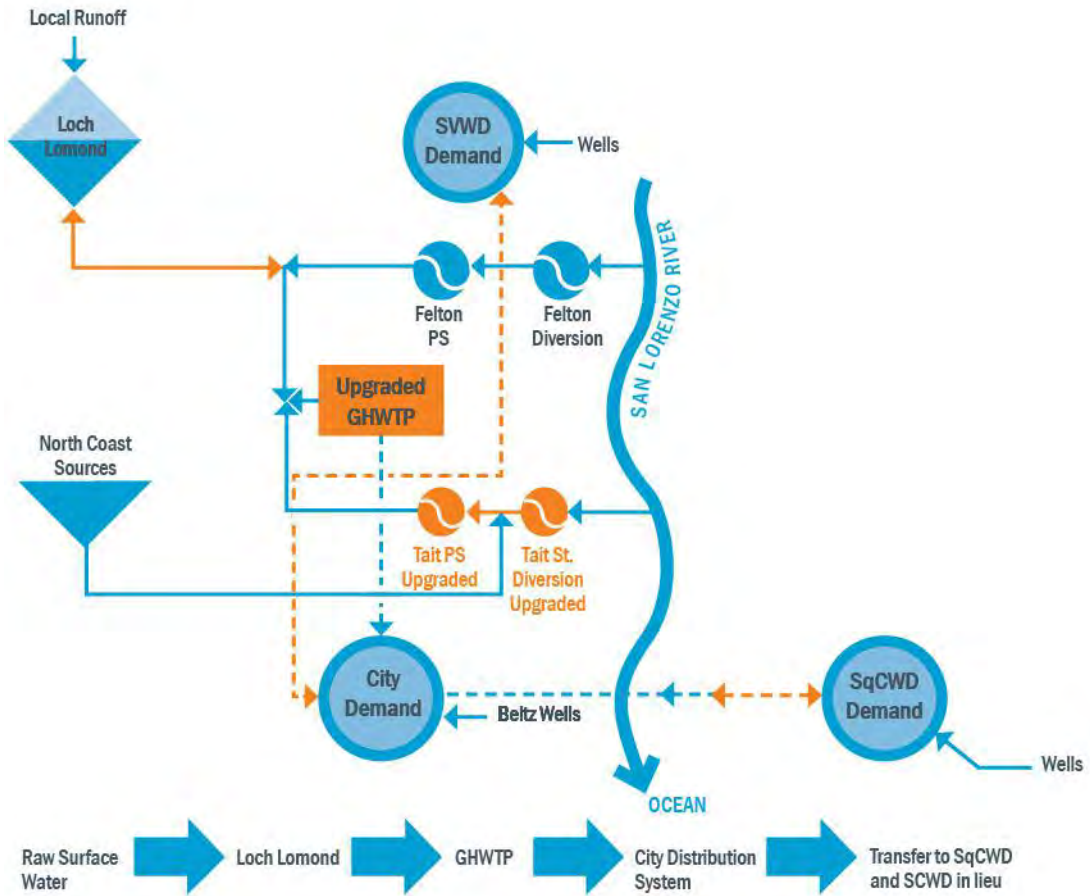 Local Runoff
Loch
Lomond
SVWD
Demand
Wells
SAN LORENZO RIVER
Felton
PS
Felton
Diversion
Upgraded
GHWTP
North Coast
Sources
Tait PS
Upgraded
Tait St.
Diversion
Upgraded
City
Demand
Beltz Wells
SqCWD
Demand
Wells
OCEAN
Raw Surface
Water
Loch Lomond
GHWTP
City Distribution
System
Transfer to SqCWD
and SCWD in lieu